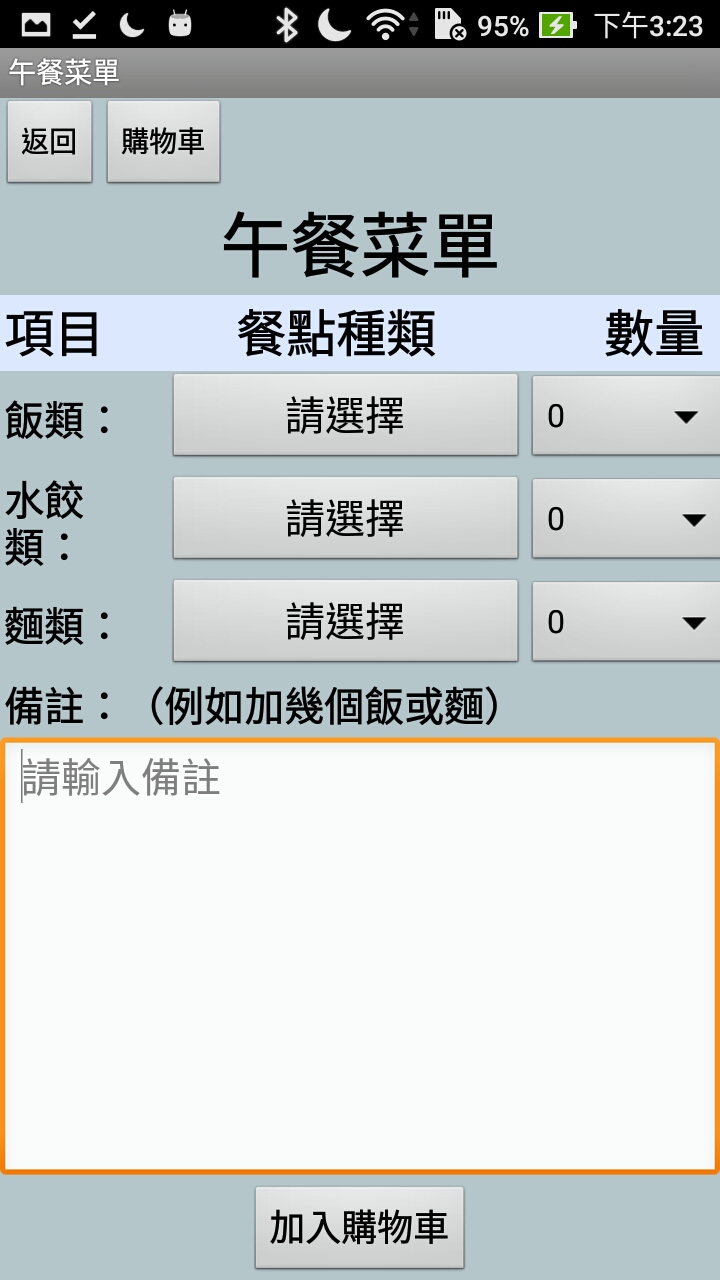 95% 下午3:23
午餐菜單
返回 購物車
午餐菜單
項目 餐點種類 數量
飯類： 請選擇 0
水餃
類： 請選擇 0
麵類： 請選擇 0
備註：（例如加幾個飯或麵）
請輸入備註
加入購物車